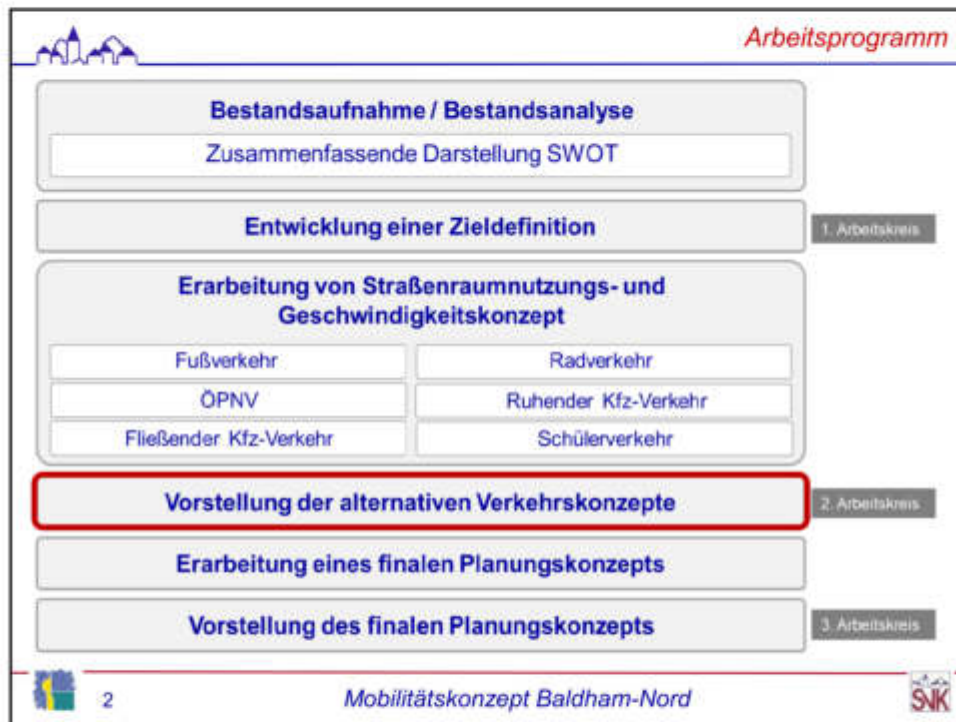 Arbeitsprogramm
Bestandsaufnahme / Bestandsanalyse
Zusammenfassende Darstellung SWOT
Entwicklung einer Zieldefinition
1. Arbeitskreis
Erarbeitung von Straßenraumnutzungs- und
Geschwindigkeitskonzept
Fußverkehr
Radverkehr
ÖPNV
Ruhender Kfz-Verkehr
Fließender Kfz-Verkehr
Schülerverkehr
Vorstellung der alternativen Verkehrskonzepte
2. Arbeitskreis
Erarbeitung eines finalen Planungskonzepts
Vorstellung des finalen Planungskonzepts
3. Arbeitskreis
2
Mobilitätskonzept Baldham-Nord
SVK